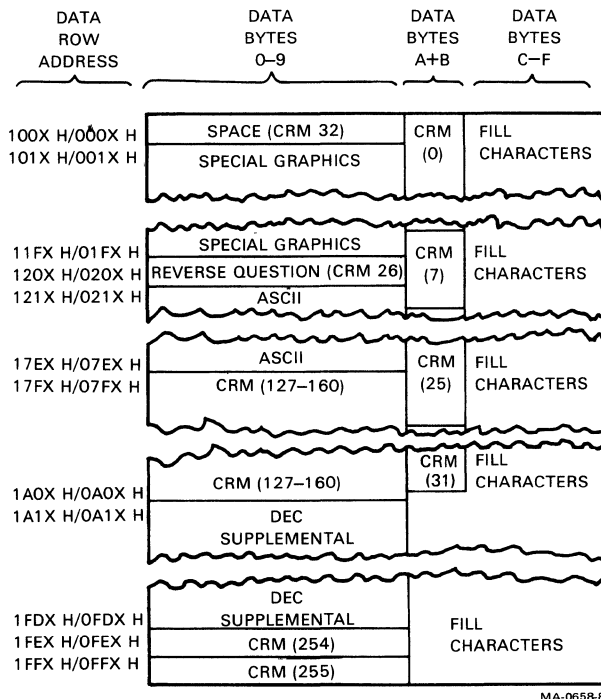 DATA ROW ADDRESS
DATA BYTES 0–9
DATA BYTES A+B
DATA BYTES C–F
100X H/000X H
SPACE (CRM 32)
CRM (0)
FILL CHARACTERS
101X H/001X H
SPECIAL GRAPHICS
11FX H/01FX H
SPECIAL GRAPHICS
CRM (7)
FILL CHARACTERS
120X H/020X H
REVERSE QUESTION (CRM 26)
121X H/021X H
ASCII
17EX H/07EX H
ASCII
CRM (25)
FILL CHARACTERS
17FX H/07FX H
CRM (127–160)
1A0X H/0A0X H
CRM (127–160)
CRM (31)
FILL CHARACTERS
1A1X H/0A1X H
DEC SUPPLEMENTAL
1FDX H/0FDX H
DEC SUPPLEMENTAL
FILL CHARACTERS
1FEX H/0FEX H
CRM (254)
1FFX H/0FFX H
CRM (255)